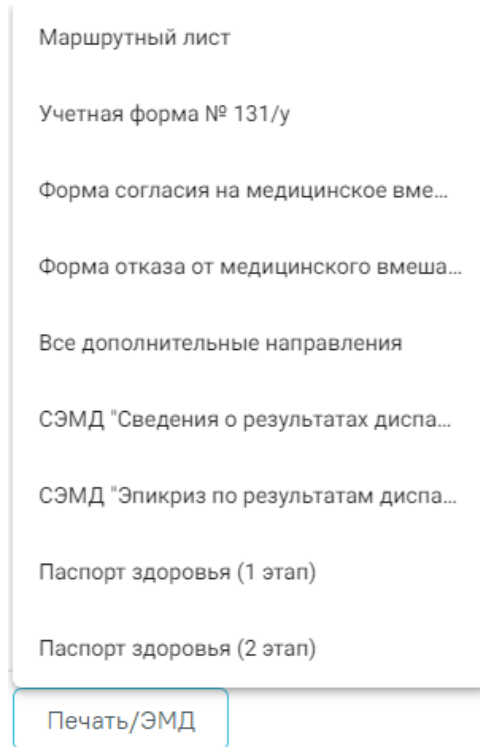 Маршрутный лист
Учетная форма № 131/у
Форма согласия на медицинское вме...
Форма отказа от медицинского вмеша...
Все дополнительные направления
СЭМД "Сведения о результатах диспа...
СЭМД "Эпикриз по результатам диспа...
Паспорт здоровья (1 этап)
Паспорт здоровья (2 этап)
Печать/ЭМД